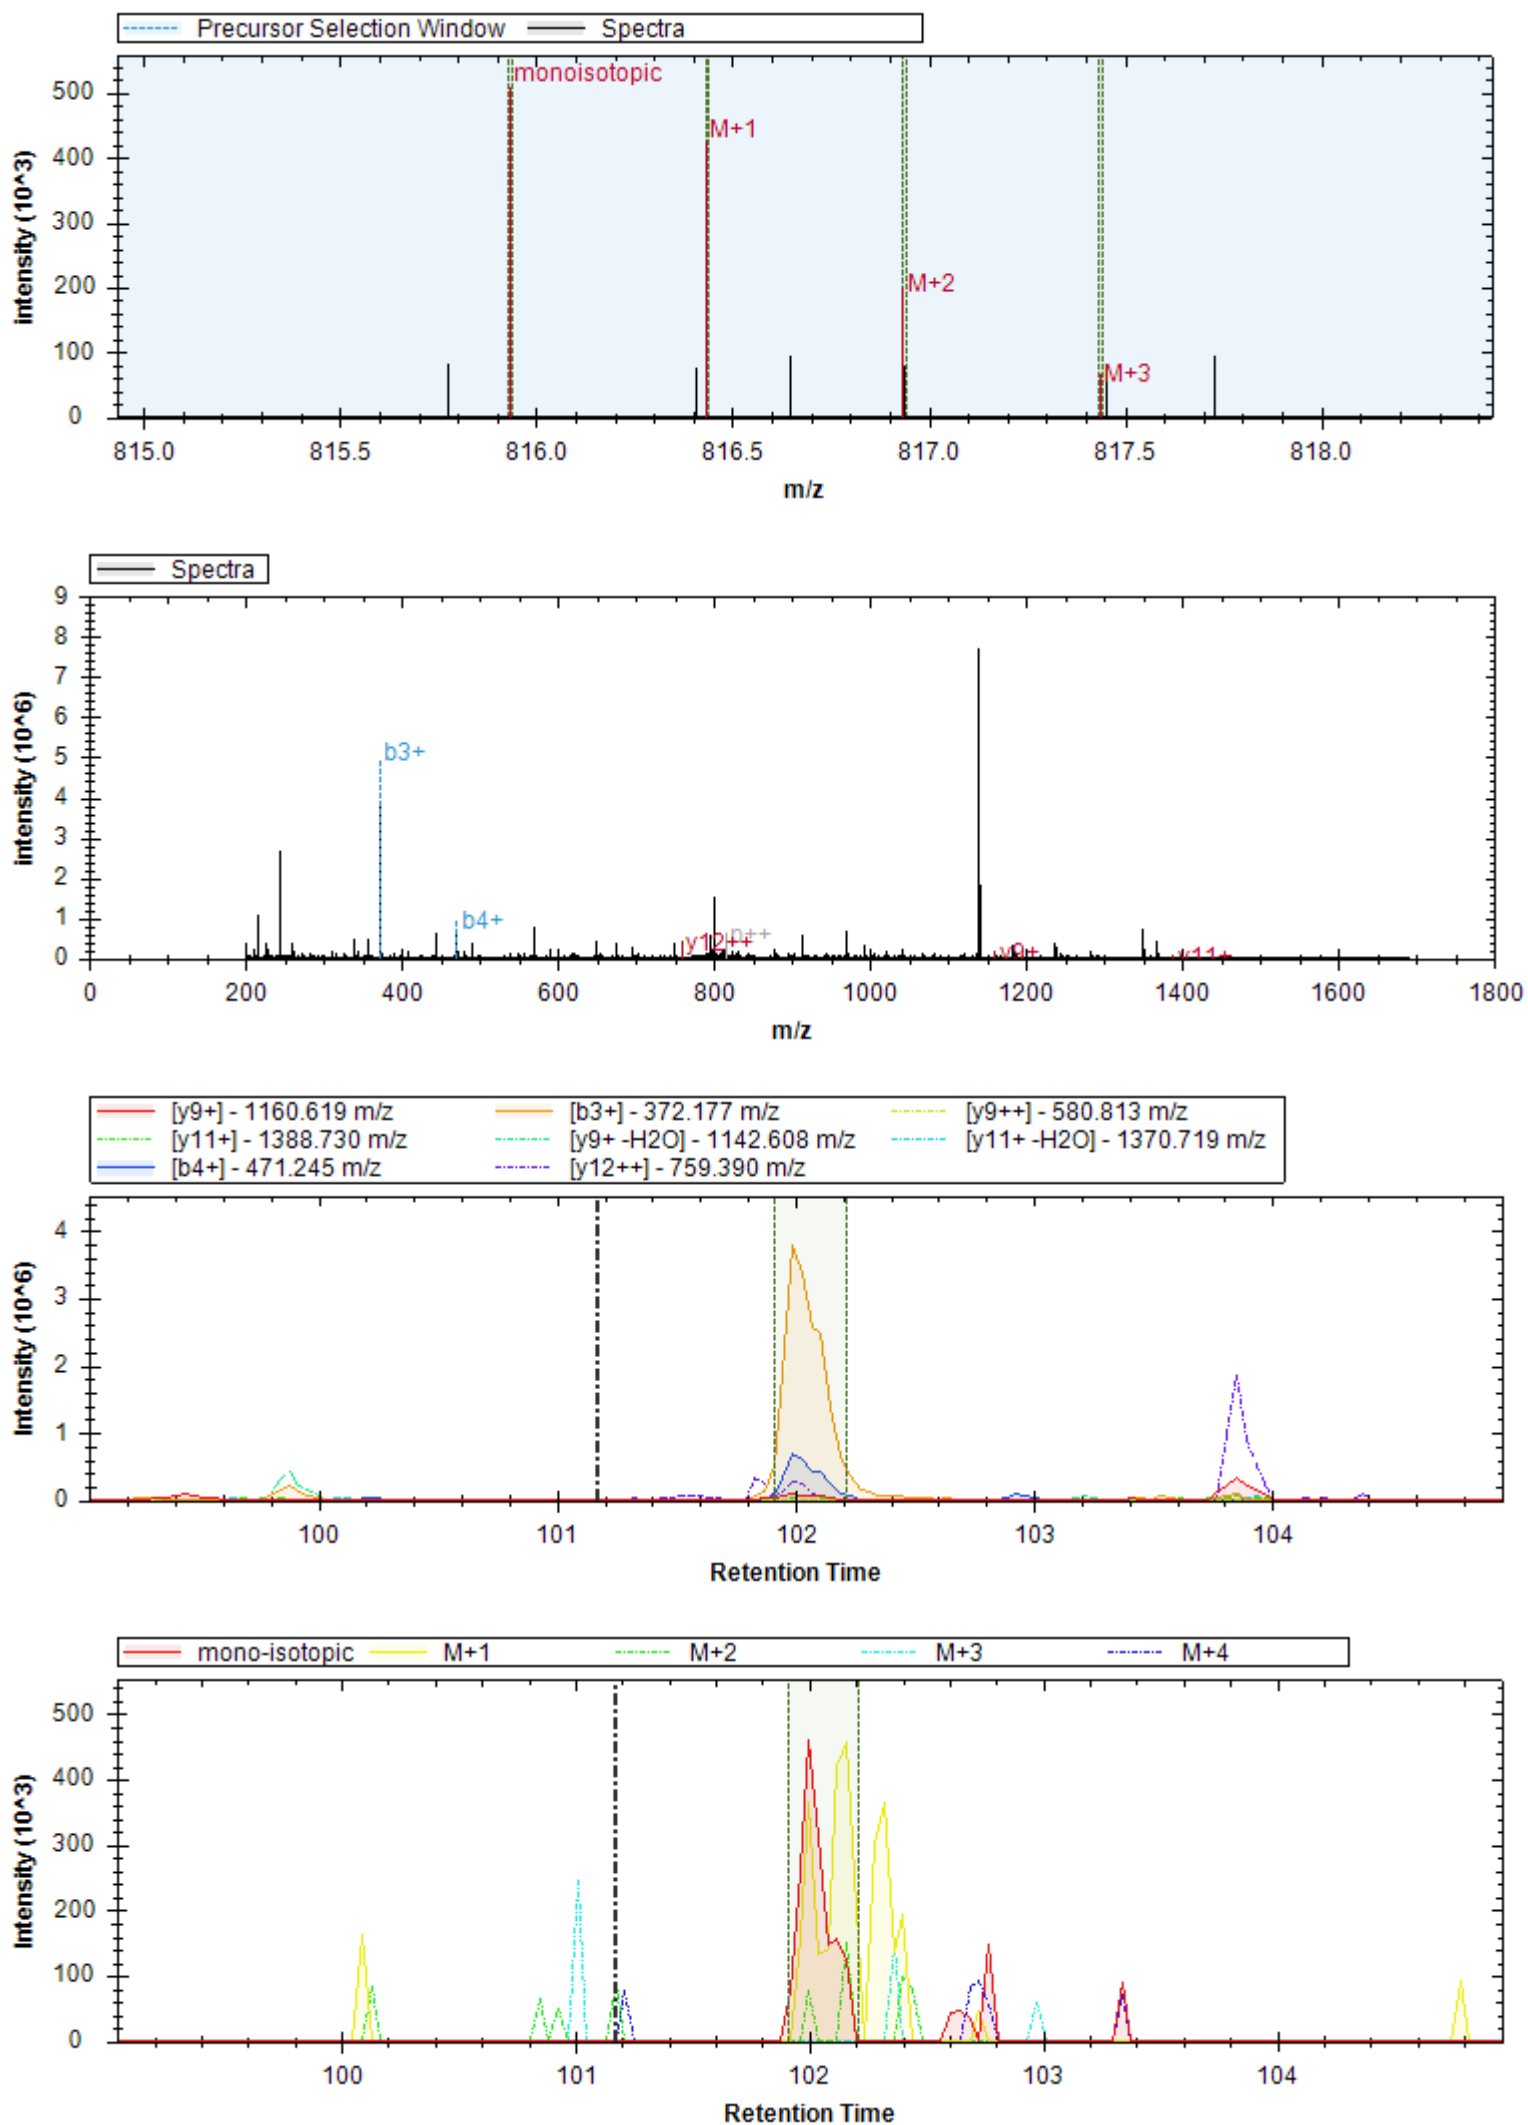 Precursor Selection Window Spectra
monoisotopic
M+1
M+2
M+3
500
400
300
200
100
0
intensity (10^3)
815.0 815.5 816.0 816.5 817.0 817.5 818.0
m/z
Spectra
9
8
7
6
5
4
3
2
1
0
intensity (10^6)
b3+
b4+
y12++
p++
y9+
y11+
0 200 400 600 800 1000 1200 1400 1600 1800
m/z
[y9+] - 1160.619 m/z [b3+] - 372.177 m/z [y9++] - 580.813 m/z
[y11+] - 1388.730 m/z [y9+ -H2O] - 1142.608 m/z [y11+ -H2O] - 1370.719 m/z
[b4+] - 471.245 m/z [y12++] - 759.390 m/z
4
3
2
1
0
Intensity (10^6)
100 101 102 103 104
Retention Time
mono-isotopic M+1 M+2 M+3 M+4
500
400
300
200
100
0
Intensity (10^3)
100 101 102 103 104
Retention Time